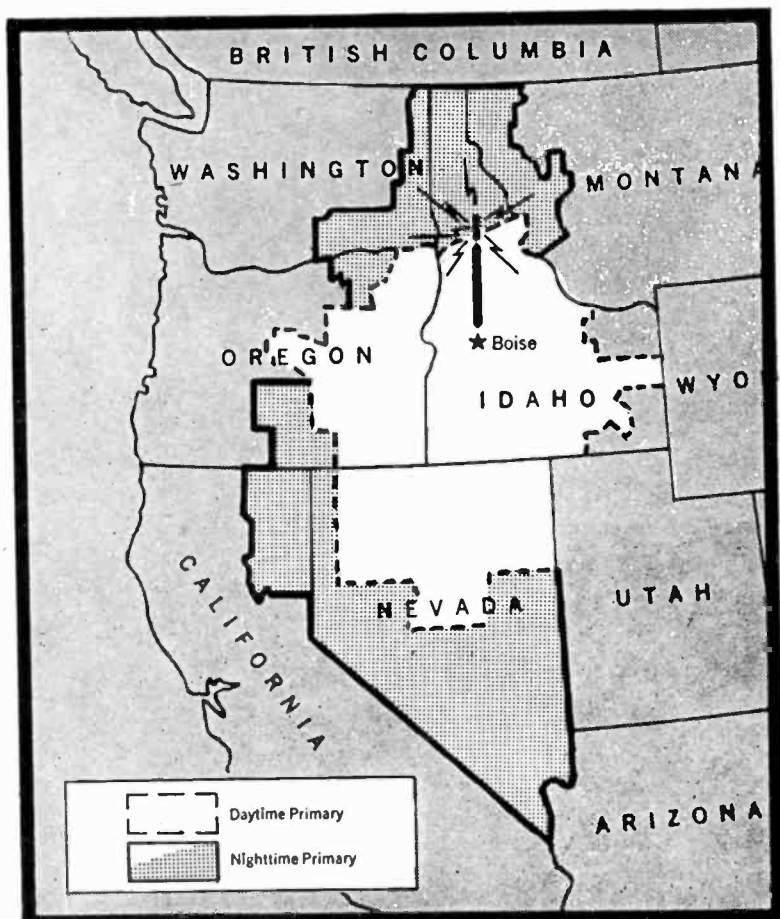 BRITISH COLUMBIA
WASHINGTON
MONTANA
Boise
OREGON
IDAHO
WYO
NEVADA
UTAH
CALIFORNIA
ARIZONA
Daytime Primary
Nighttime Primary